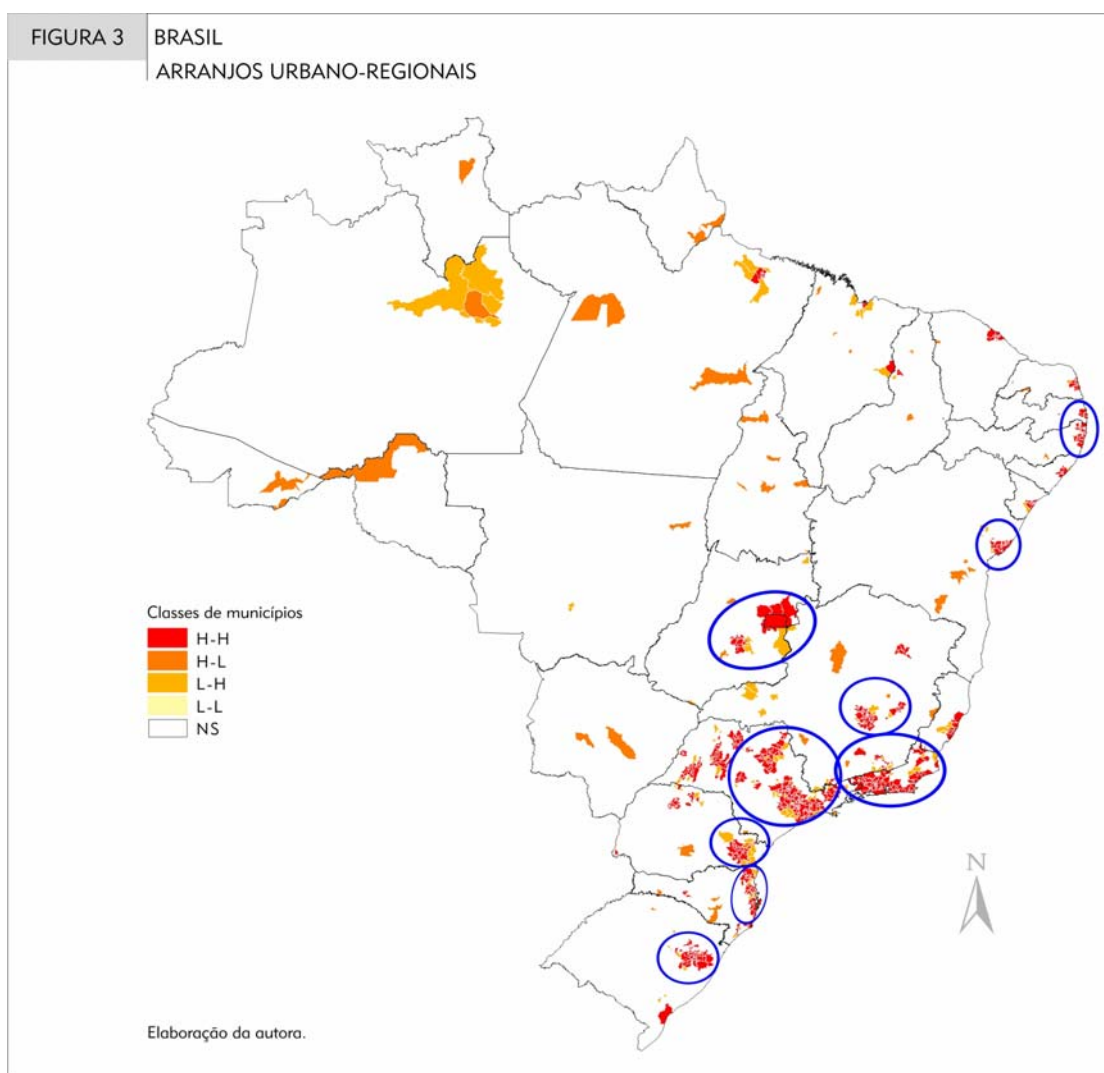 FIGURA 3
BRASIL
ARRANJOS URBANO-REGIONAIS
Classes de municípios
H-H
H-L
L-H
L-L
NS
N
Elaboração da autora.